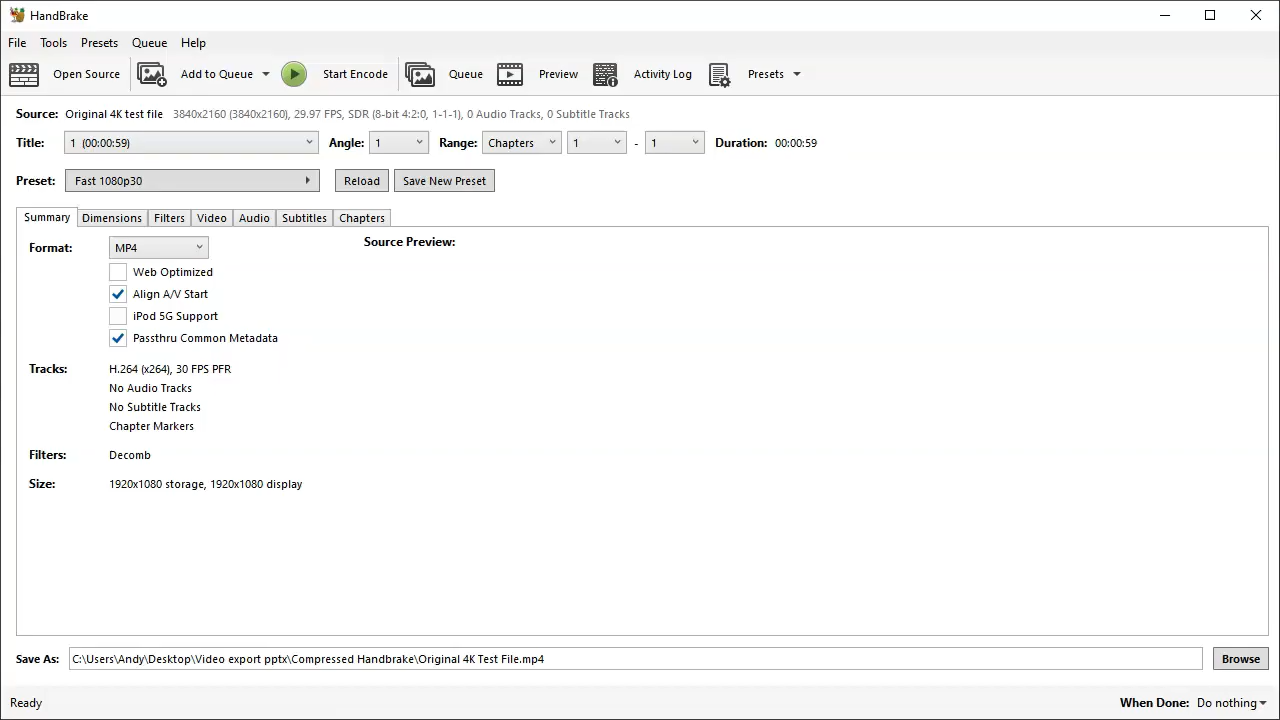 HandBrake
File Tools Presets Queue Help
Open Source Add to Queue Start Encode Queue Preview Activity Log Presets
Source: Original 4K test file 3840x2160 (3840x2160), 29.97 FPS, SDR (8-bit 4:2:0, 1-1-1), 0 Audio Tracks, 0 Subtitle Tracks
Title: 1 (00:00:59) Angle: 1 Range: Chapters 1 - 1 Duration: 00:00:59
Preset: Fast 1080p30 Reload Save New Preset
Summary Dimensions Filters Video Audio Subtitles Chapters
Format: MP4 Source Preview:
Web Optimized
Align A/V Start
iPod 5G Support
Passthru Common Metadata
Tracks: H.264 (x264), 30 FPS PFR
No Audio Tracks
No Subtitle Tracks
Chapter Markers
Filters: Decomb
Size: 1920x1080 storage, 1920x1080 display
Save As: C:\Users\Andy\Desktop\Video export pptx\Compressed Handbrake\Original 4K Test File.mp4 Browse
Ready When Done: Do nothing